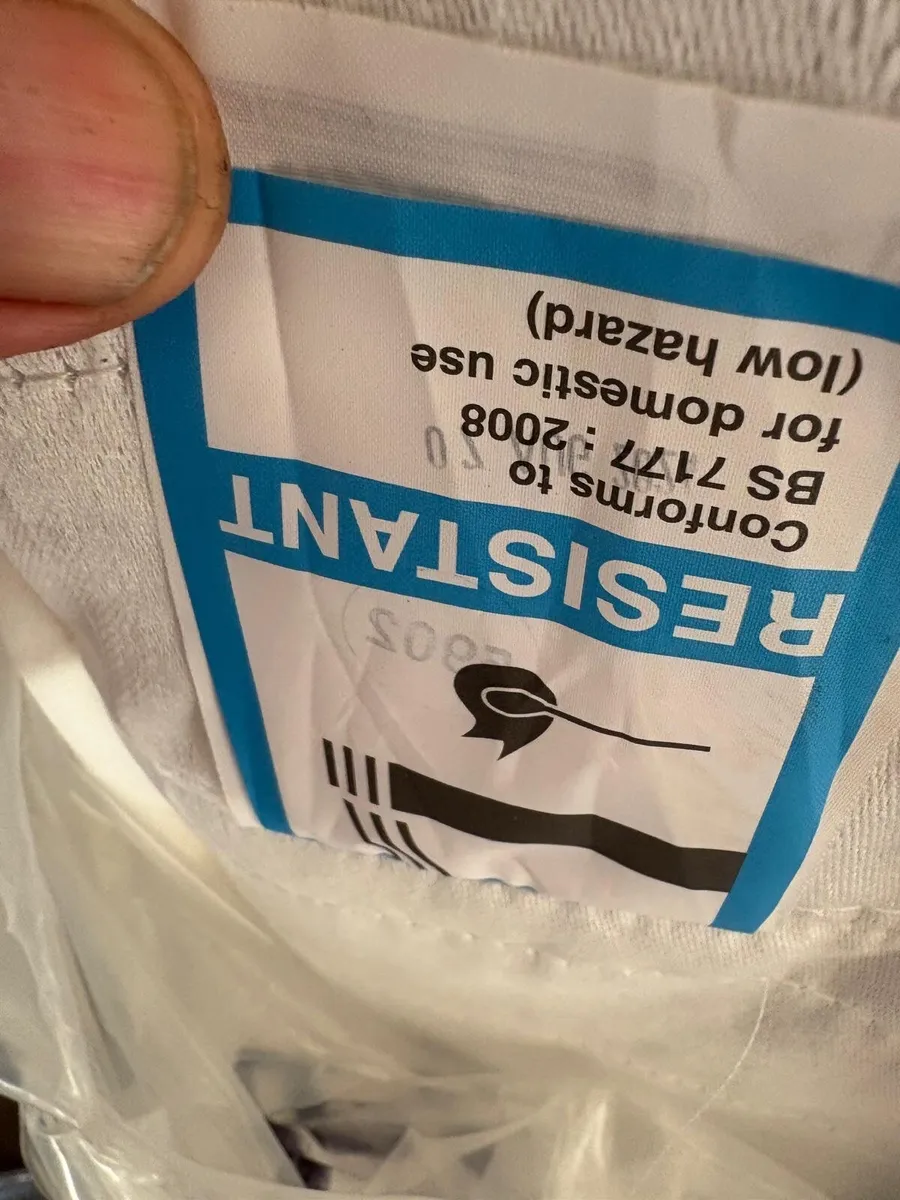 RESISTANT
Conforms to
BS 7177 : 2008
for domestic use
(low hazard)